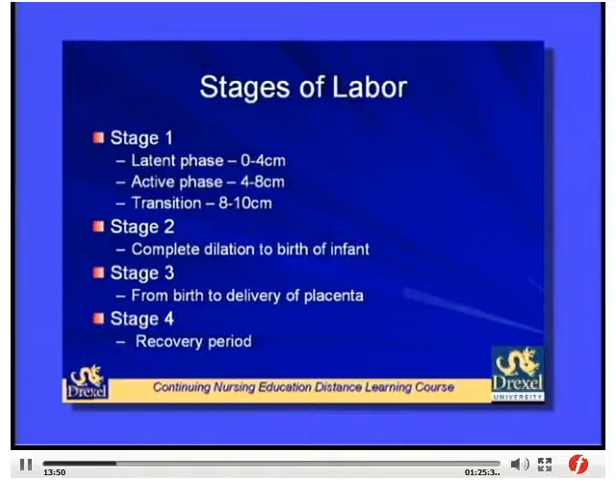 Stages of Labor
Stage 1
– Latent phase – 0-4cm
– Active phase – 4-8cm
– Transition – 8-10cm
Stage 2
– Complete dilation to birth of infant
Stage 3
– From birth to delivery of placenta
Stage 4
– Recovery period
Drexel
Continuing Nursing Education Distance Learning Course
Drexel
UNIVERSITY
13:50
01:25:3..